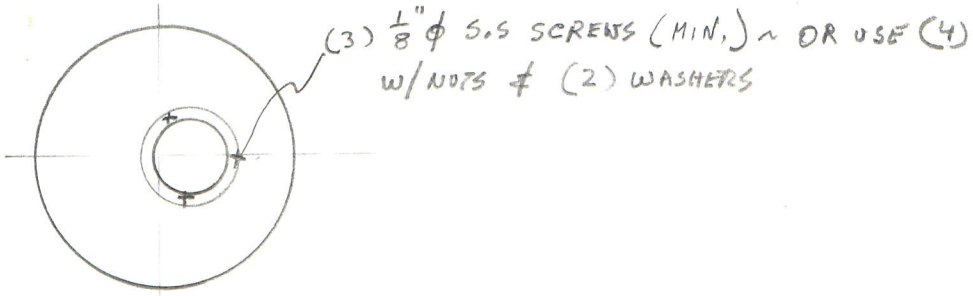 (3) 1/8" ϕ S.S SCREWS (MIN.) ~ OR USE (4)
W/ NUTS & (2) WASHERS